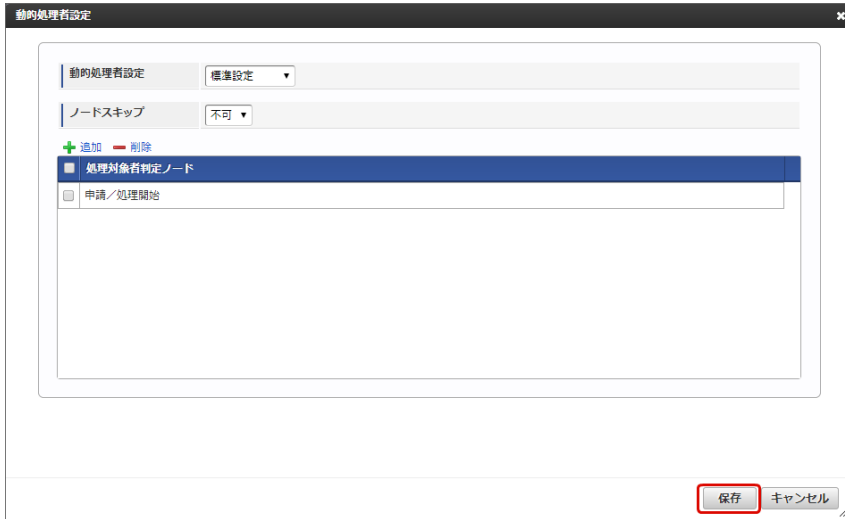 動的処理者設定
動的処理者設定 標準設定
ノードスキップ 不可
追加 削除
処理対象者判定ノード
申請／処理開始
保存 キャンセル